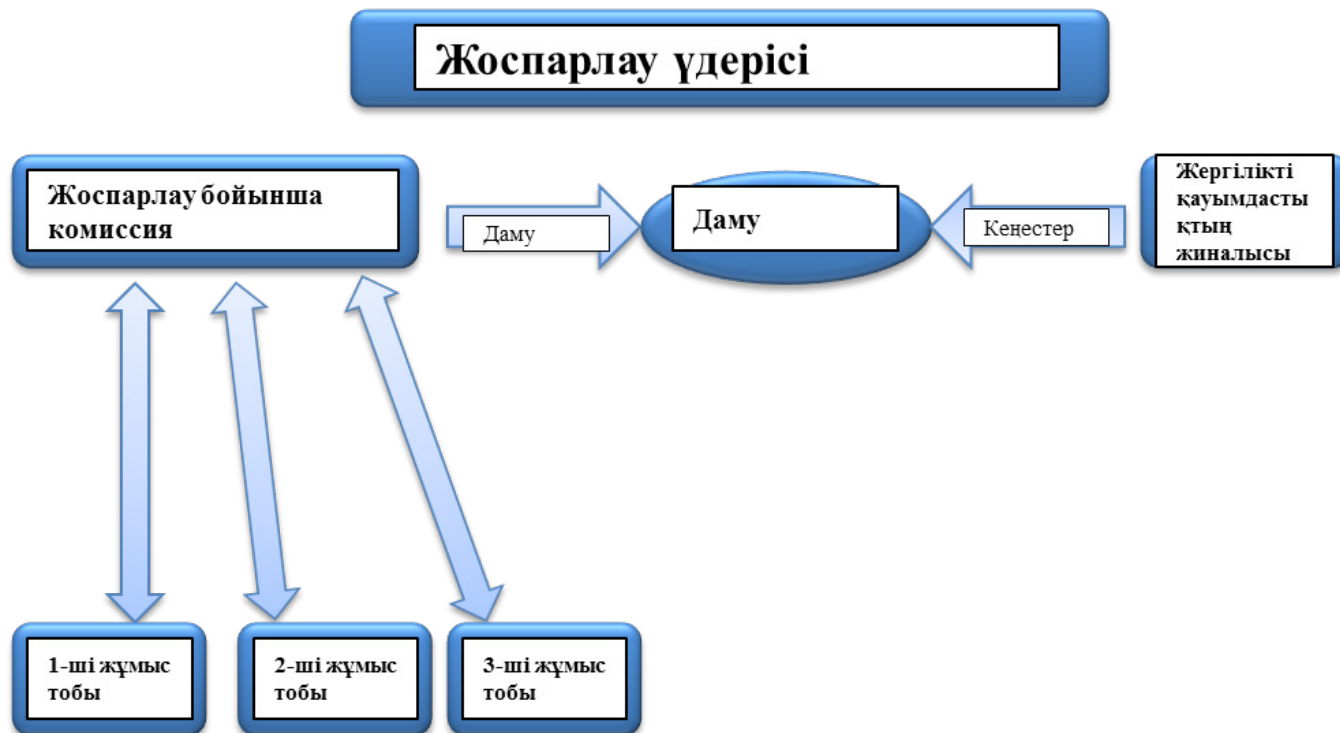 Жоспарлау үдерісі
Жоспарлау бойынша
комиссия
Даму
Даму
Кеңестер
Жергілікті
қауымдасты
қтың
жиналысы
1-ші жұмыс
тобы
2-ші жұмыс
тобы
3-ші жұмыс
тобы